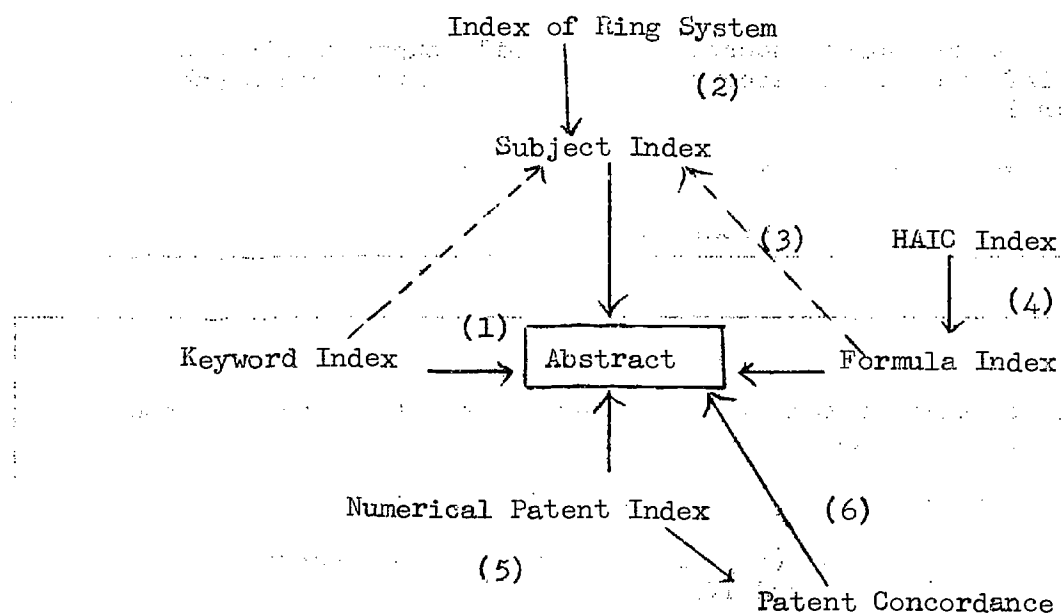 Index of Ring System
(2)
Subject Index
(3)
HAIC Index
(4)
(1)
Keyword Index
Abstract
Formula Index
Numerical Patent Index
(6)
(5)
Patent Concordance